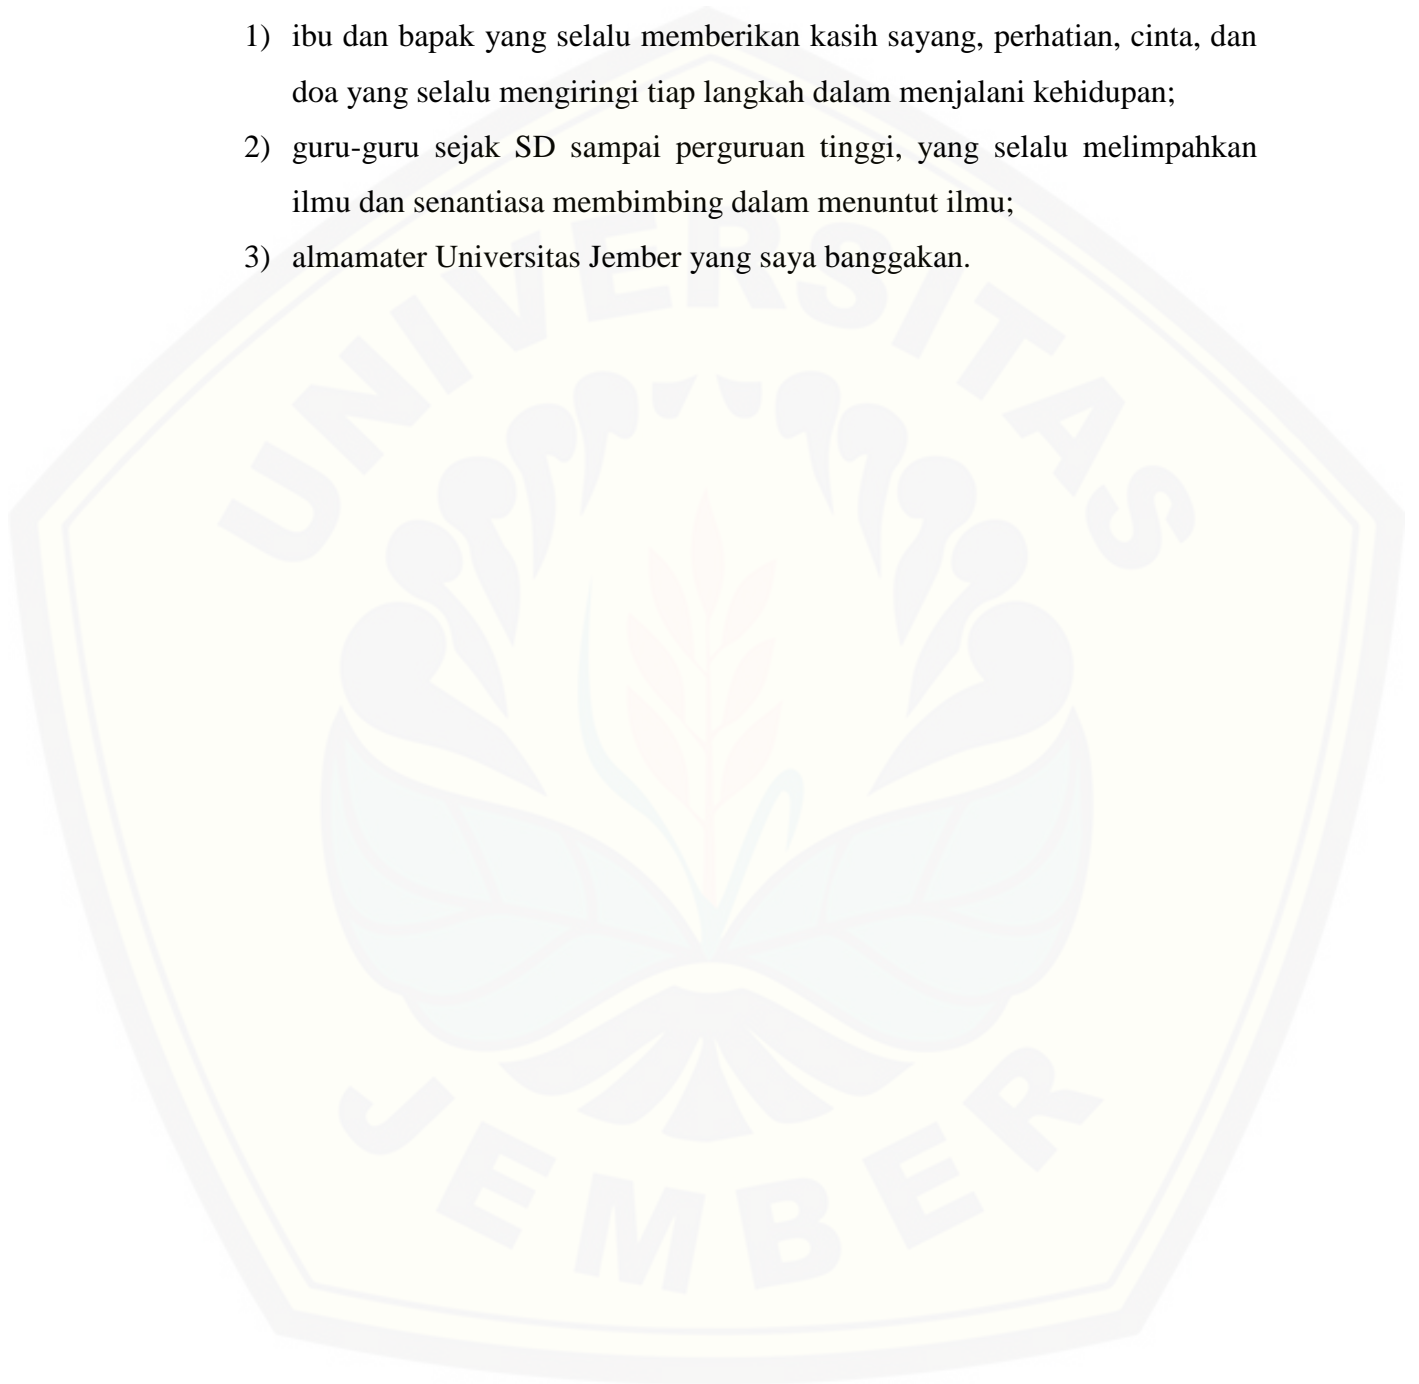 1) ibu dan bapak yang selalu memberikan kasih sayang, perhatian, cinta, dan
doa yang selalu mengiringi tiap langkah dalam menjalani kehidupan;
2) guru-guru sejak SD sampai perguruan tinggi, yang selalu melimpahkan
ilmu dan senantiasa membimbing dalam menuntut ilmu;
3) almamater Universitas Jember yang saya banggakan.
UNIVERSITAS
JEMBER